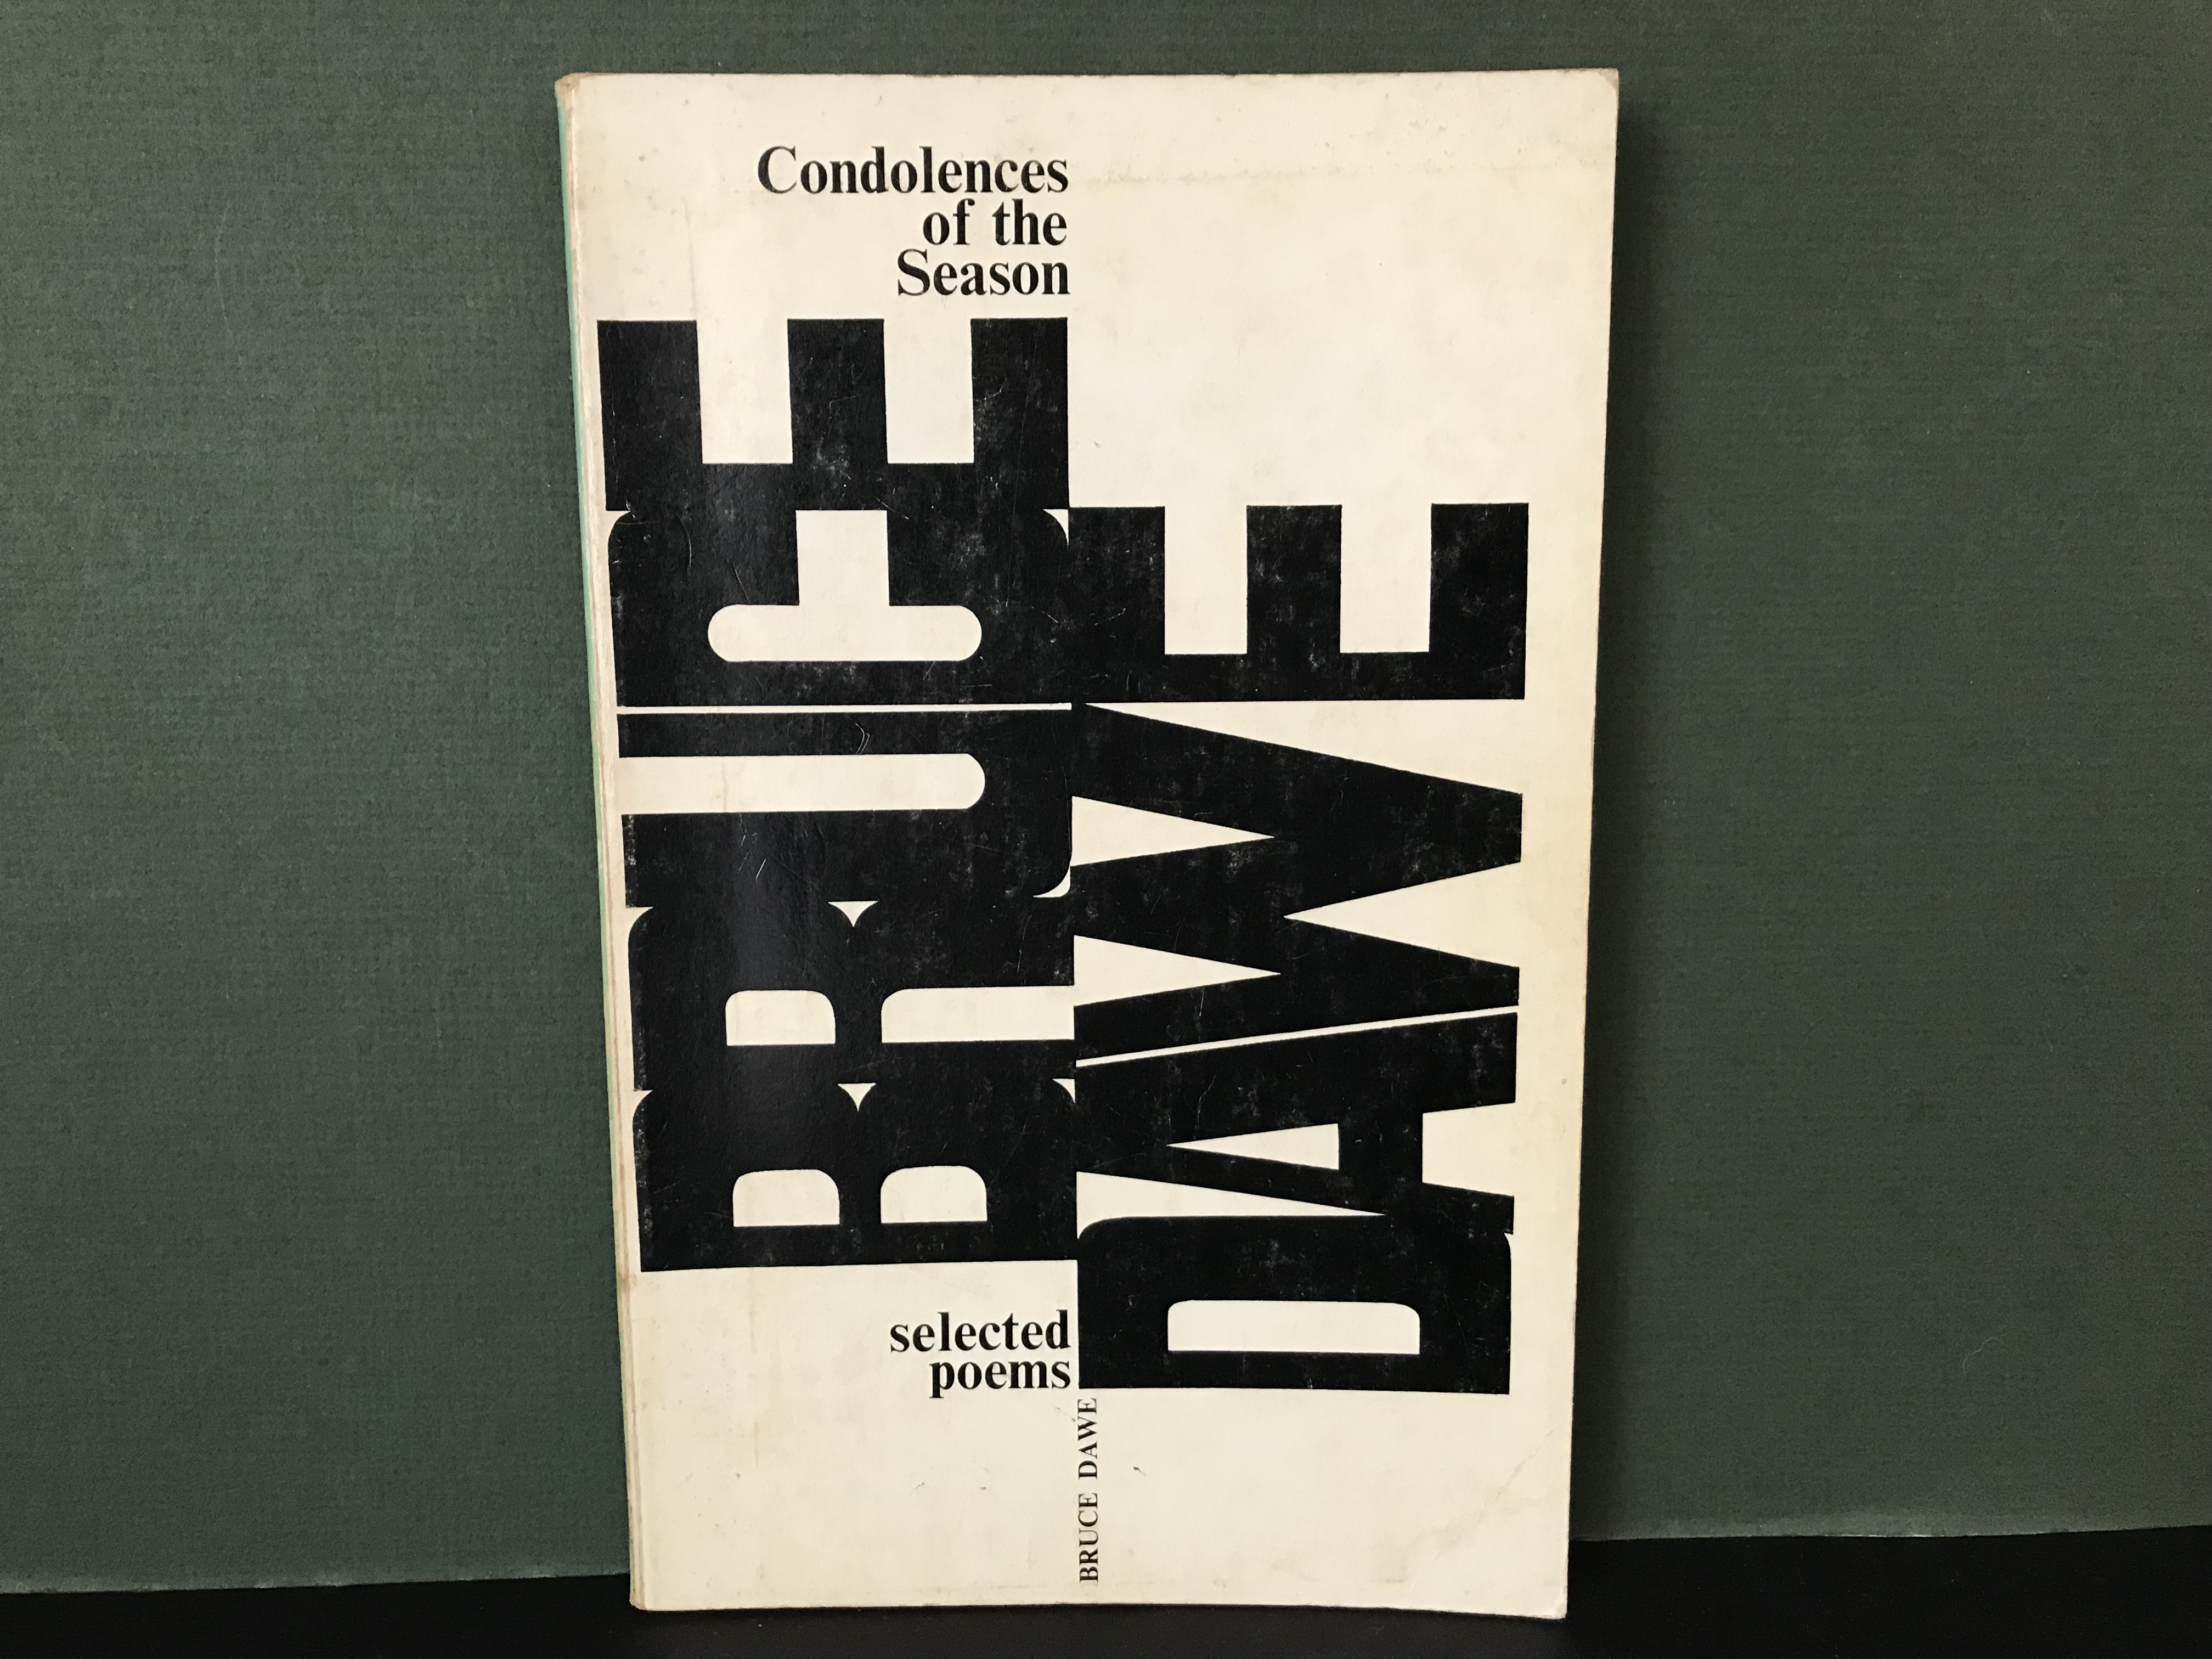 Condolences
of the
Season
BRUCE
DAWE
selected
poems
BRUCE DAWE